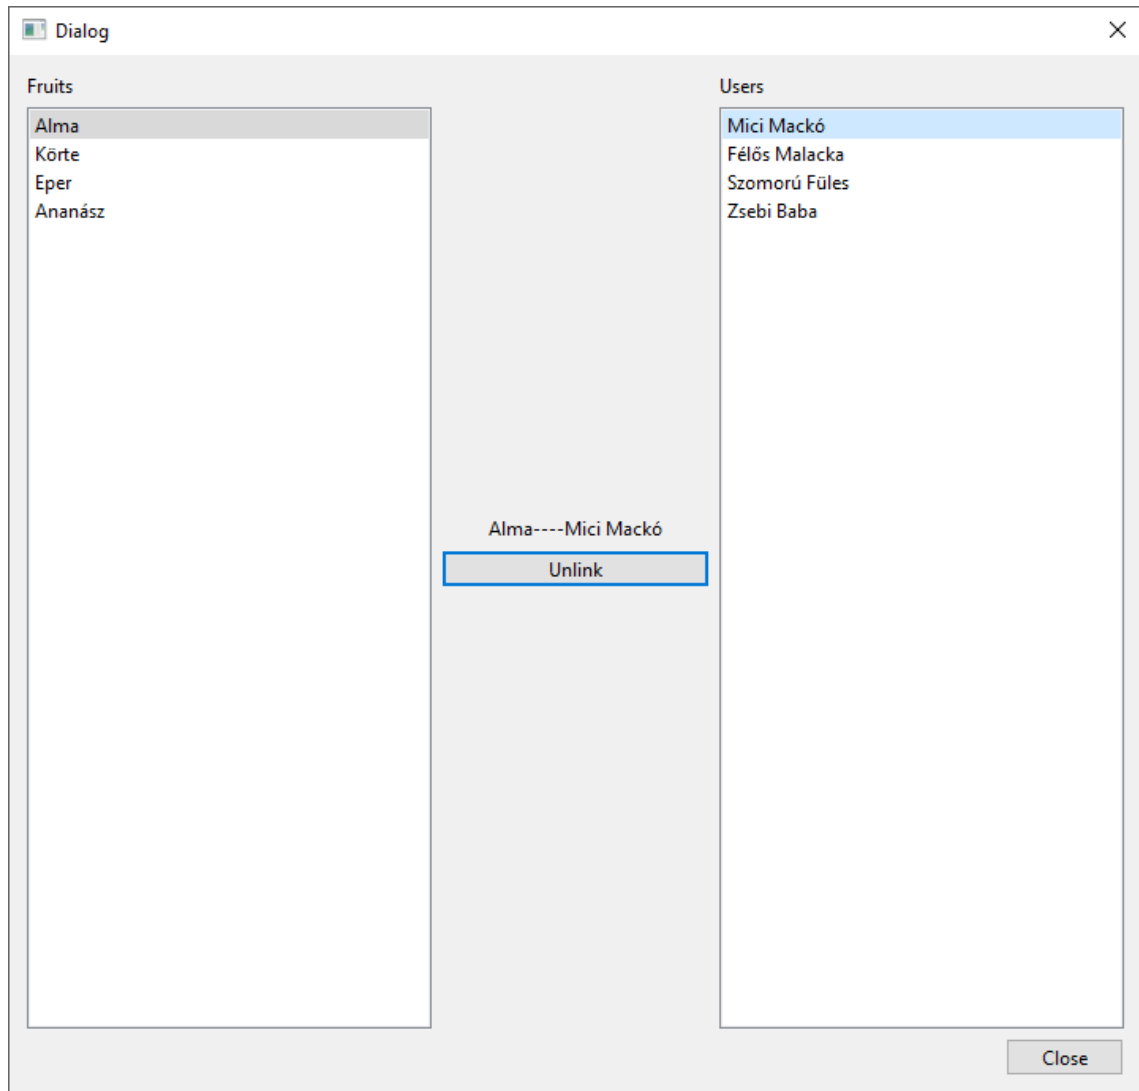 Dialog
Fruits
Alma
Körte
Eper
Ananász
Alma----Mici Mackó
Unlink
Users
Mici Mackó
Félős Malacka
Szomorú Füles
Zsebi Baba
Close